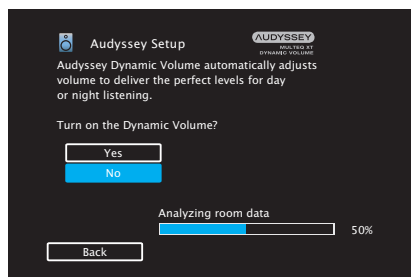 Audyssey Setup
AUDYSSEY
MULTEQ XT
DYNAMIC VOLUME
Audyssey Dynamic Volume automatically adjusts
volume to deliver the perfect levels for day
or night listening.
Turn on the Dynamic Volume?
Yes
No
Analyzing room data
50%
Back